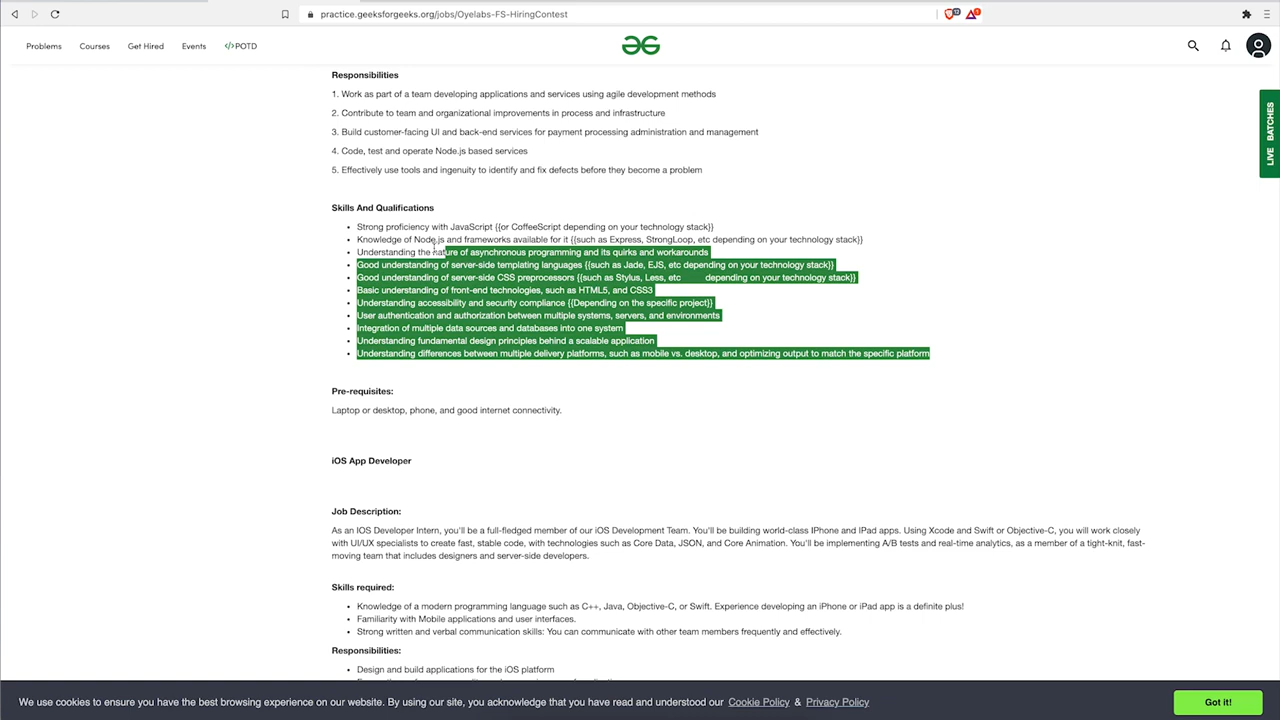 practice.geeksforgeeks.org/jobs/Oyelabs-FS-HiringContest
Problems
Courses
Get Hired
Events
</>POTD
LIVE BATCHES
Responsibilities
1. Work as part of a team developing applications and services using agile development methods
2. Contribute to team and organizational improvements in process and infrastructure
3. Build customer-facing UI and back-end services for payment processing administration and management
4. Code, test and operate Node.js based services
5. Effectively use tools and ingenuity to identify and fix defects before they become a problem
Skills And Qualifications
• Strong proficiency with JavaScript {{or CoffeeScript depending on your technology stack}}
• Knowledge of Node.js and frameworks available for it {{such as Express, StrongLoop, etc depending on your technology stack}}
• Understanding the nature of asynchronous programming and its quirks and workarounds
• Good understanding of server-side templating languages {{such as Jade, EJS, etc depending on your technology stack}}
• Good understanding of server-side CSS preprocessors {{such as Stylus, Less, etc depending on your technology stack}}
• Basic understanding of front-end technologies, such as HTML5, and CSS3
• Understanding accessibility and security compliance {{Depending on the specific project}}
• User authentication and authorization between multiple systems, servers, and environments
• Integration of multiple data sources and databases into one system
• Understanding fundamental design principles behind a scalable application
• Understanding differences between multiple delivery platforms, such as mobile vs. desktop, and optimizing output to match the specific platform
Pre-requisites:
Laptop or desktop, phone, and good internet connectivity.
iOS App Developer
Job Description:
As an IOS Developer Intern, you'll be a full-fledged member of our iOS Development Team. You'll be building world-class IPhone and IPad apps. Using Xcode and Swift or Objective-C, you will work closely
with UI/UX specialists to create fast, stable code, with technologies such as Core Data, JSON, and Core Animation. You'll be implementing A/B tests and real-time analytics, as a member of a tight-knit, fast-
moving team that includes designers and server-side developers.
Skills required:
• Knowledge of a modern programming language such as C++, Java, Objective-C, or Swift. Experience developing an iPhone or iPad app is a definite plus!
• Familiarity with Mobile applications and user interfaces.
• Strong written and verbal communication skills: You can communicate with other team members frequently and effectively.
Responsibilities:
• Design and build applications for the iOS platform
We use cookies to ensure you have the best browsing experience on our website. By using our site, you acknowledge that you have read and understood our Cookie Policy & Privacy Policy
Got it!